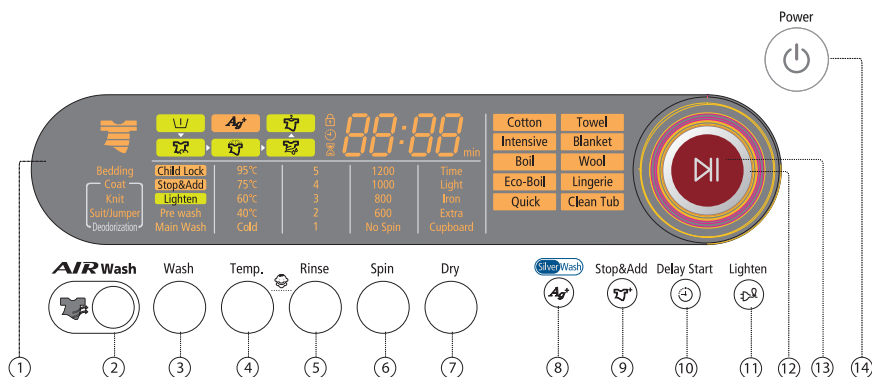 Power
Ag+
88:88 min
Cotton Towel
Intensive Blanket
Boil Wool
Eco-Boil Lingerie
Quick Clean Tub
Bedding Child Lock 95℃ 5 1200 Time
Coat Stop&Add 75℃ 4 1000 Light
Knit Lighten 60℃ 3 800 Iron
Suit/Jumper Pre wash 40℃ 2 600 Extra
Deodorization Main Wash Cold 1 No Spin Cupboard
AIR Wash Wash Temp. Rinse Spin Dry Silver Wash Stop&Add Delay Start Lighten
Ag+
1 2 3 4 5 6 7 8 9 10 11 12 13 14